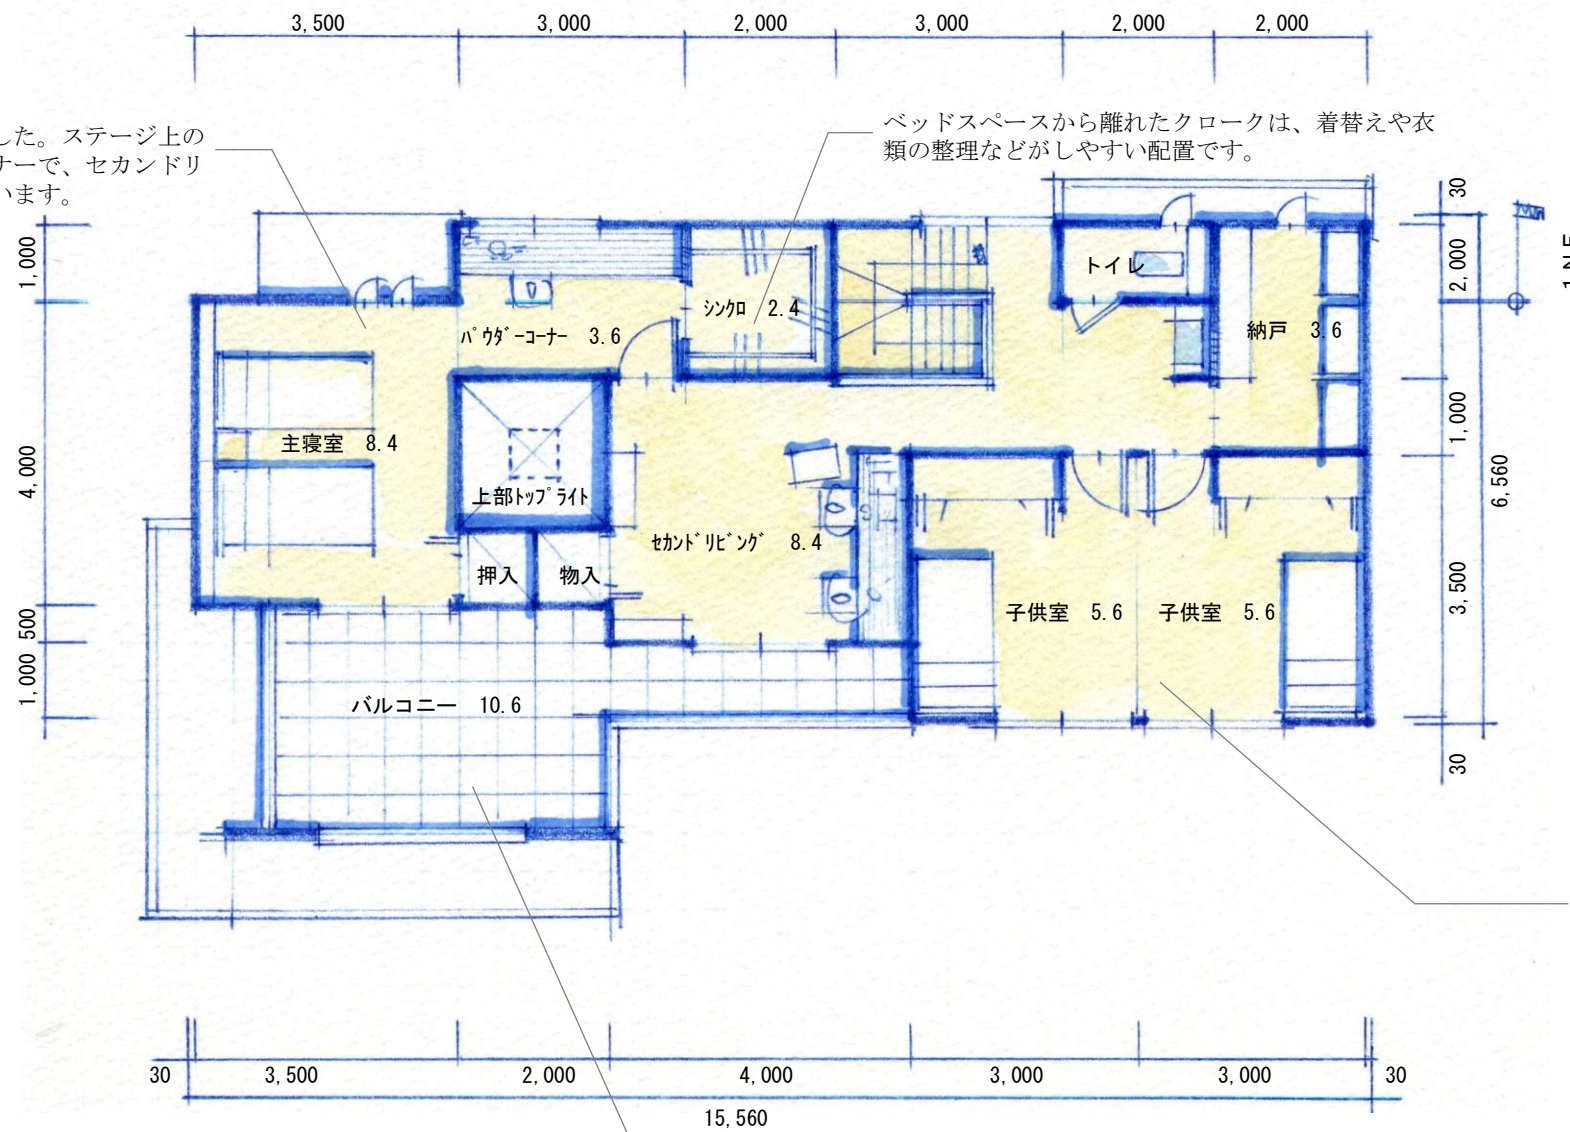 3,500
3,000
2,000
3,000
2,000
2,000
した。ステージ上の
ナーで、セカンドリ
います。
ベッドスペースから離れたクロークは、着替えや衣
類の整理などがしやすい配置です。
30
1,000
2,000
トイレ
シンクロ 2.4
パウダーコーナー 3.6
納戸 3.6
1,000
主寝室 8.4
4,000
6,560
上部トップライト
セカンドリビング 8.4
押入
物入
3,500
子供室 5.6
子供室 5.6
500
1,000
バルコニー 10.6
30
30
3,500
2,000
4,000
3,000
3,000
30
15,560